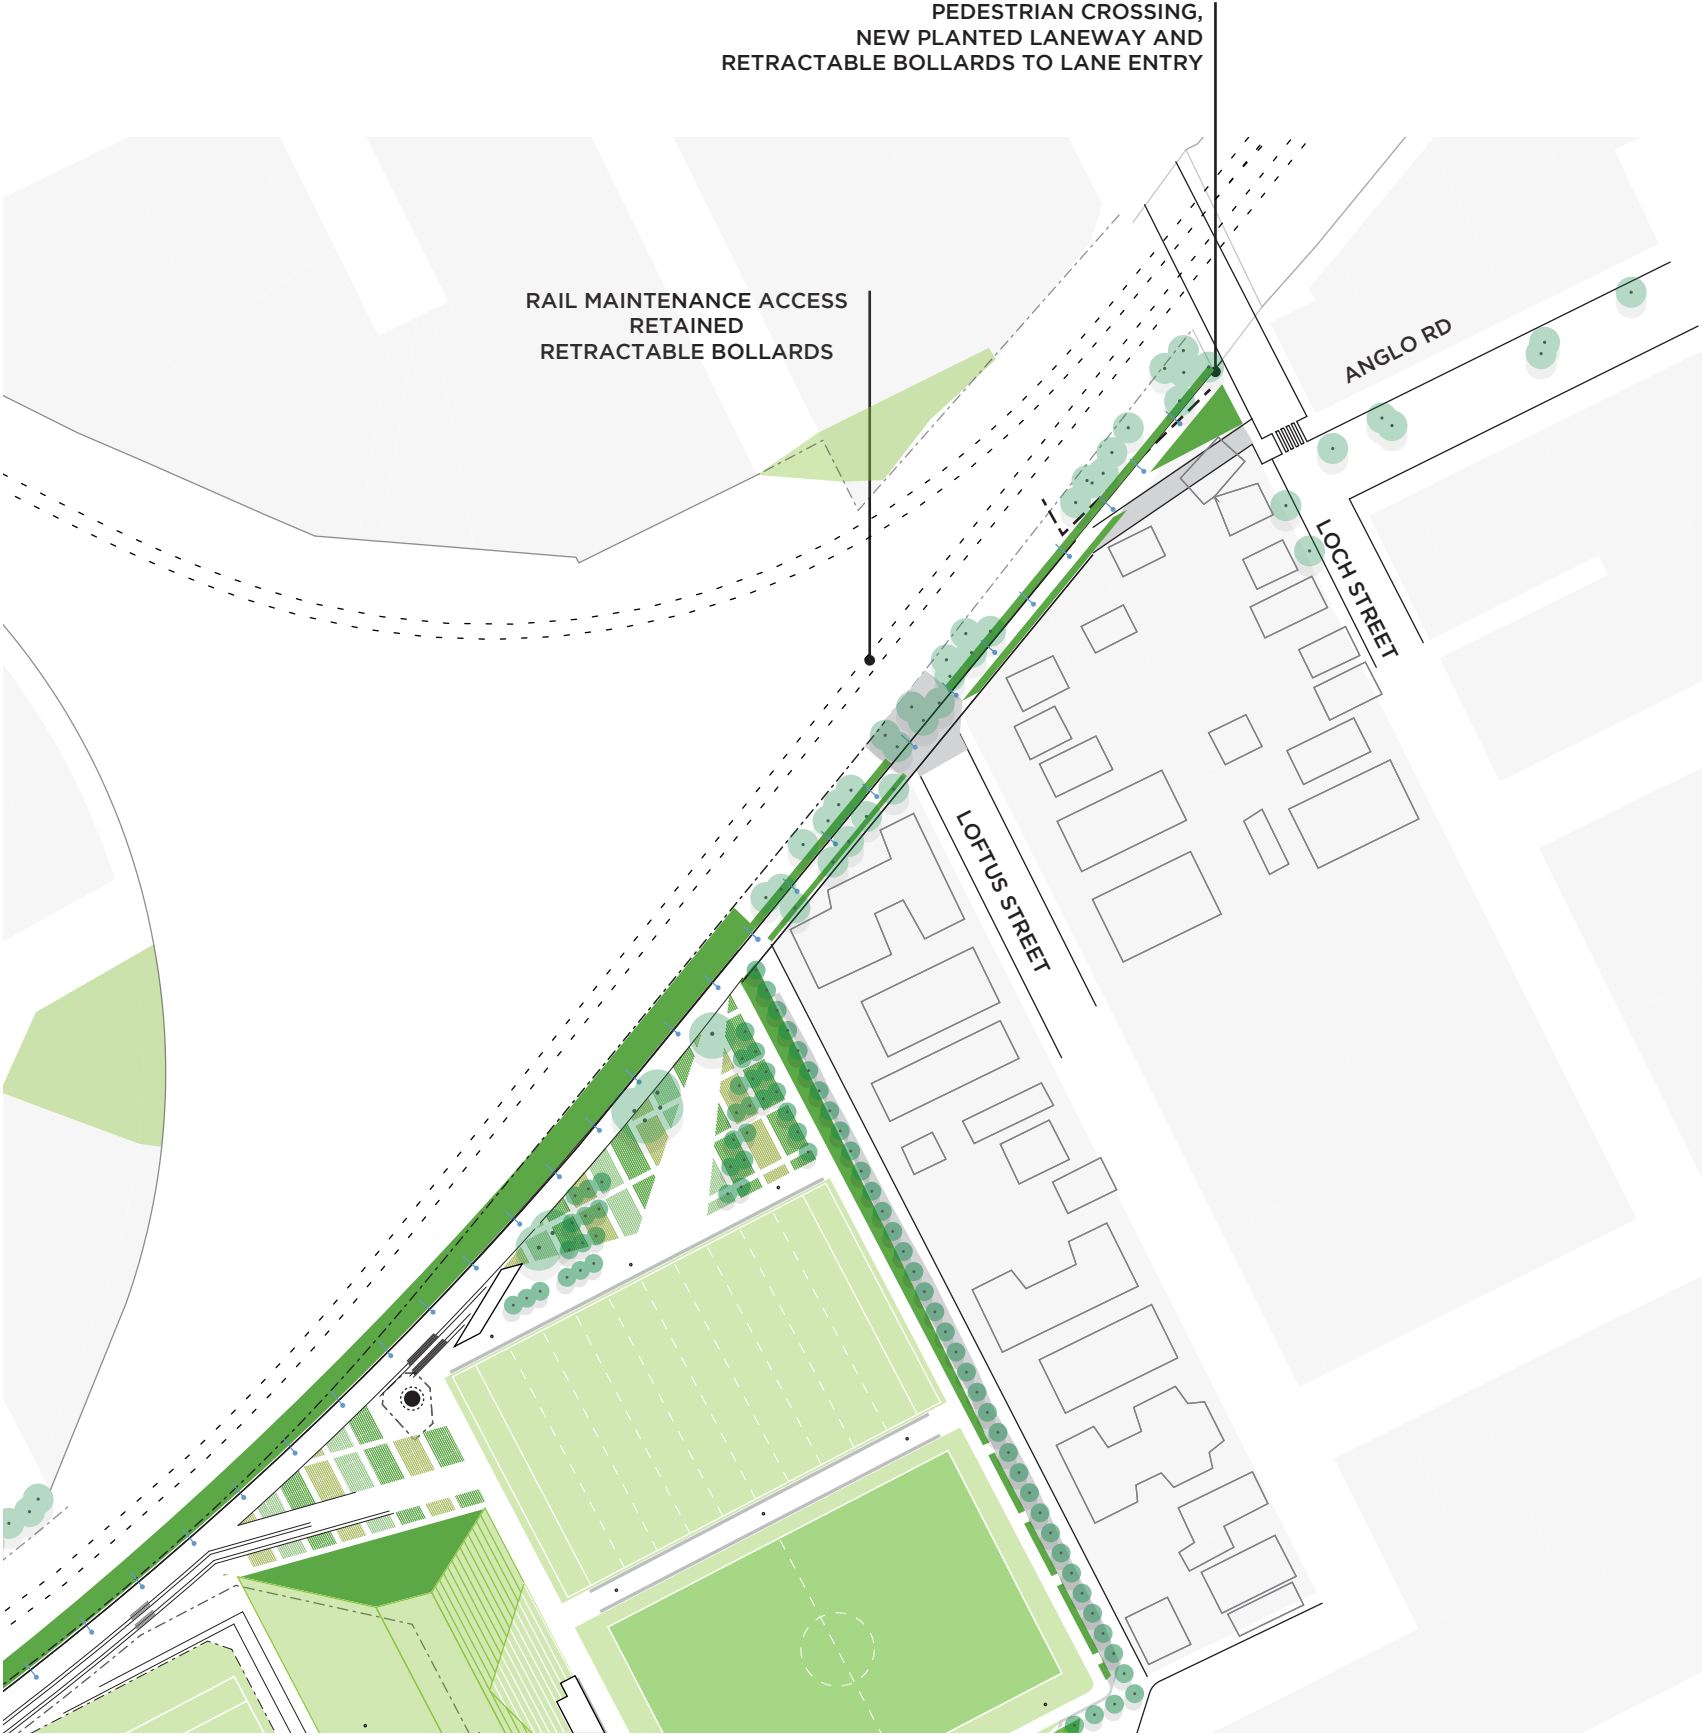 PEDESTRIAN CROSSING,
NEW PLANTED LANEWAY AND
RETRACTABLE BOLLARDS TO LANE ENTRY
RAIL MAINTENANCE ACCESS
RETAINED
RETRACTABLE BOLLARDS
ANGLO RD
LOCH STREET
LOFTUS STREET